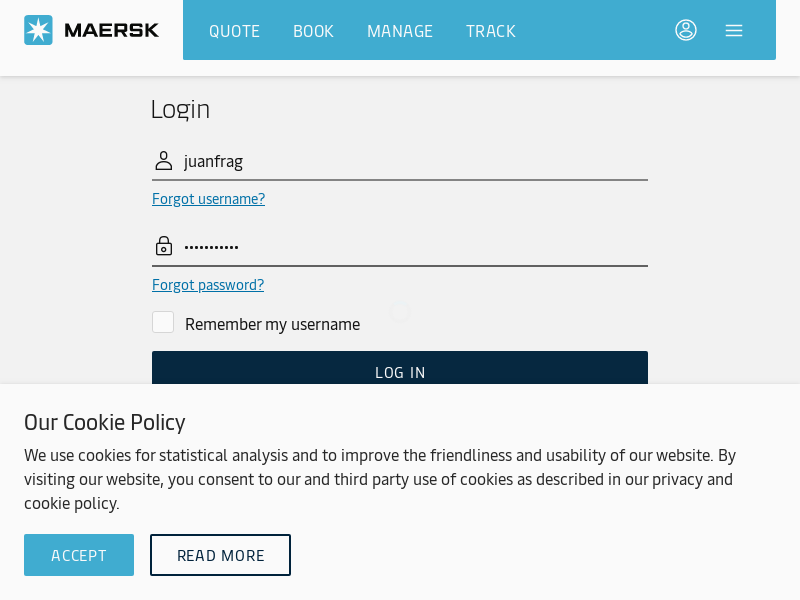 MAERSK
QUOTE BOOK MANAGE TRACK
Login
juanfrag
Forgot username?
•••••••••••
Forgot password?
Remember my username
LOG IN
Our Cookie Policy
We use cookies for statistical analysis and to improve the friendliness and usability of our website. By
visiting our website, you consent to our and third party use of cookies as described in our privacy and
cookie policy.
ACCEPT READ MORE